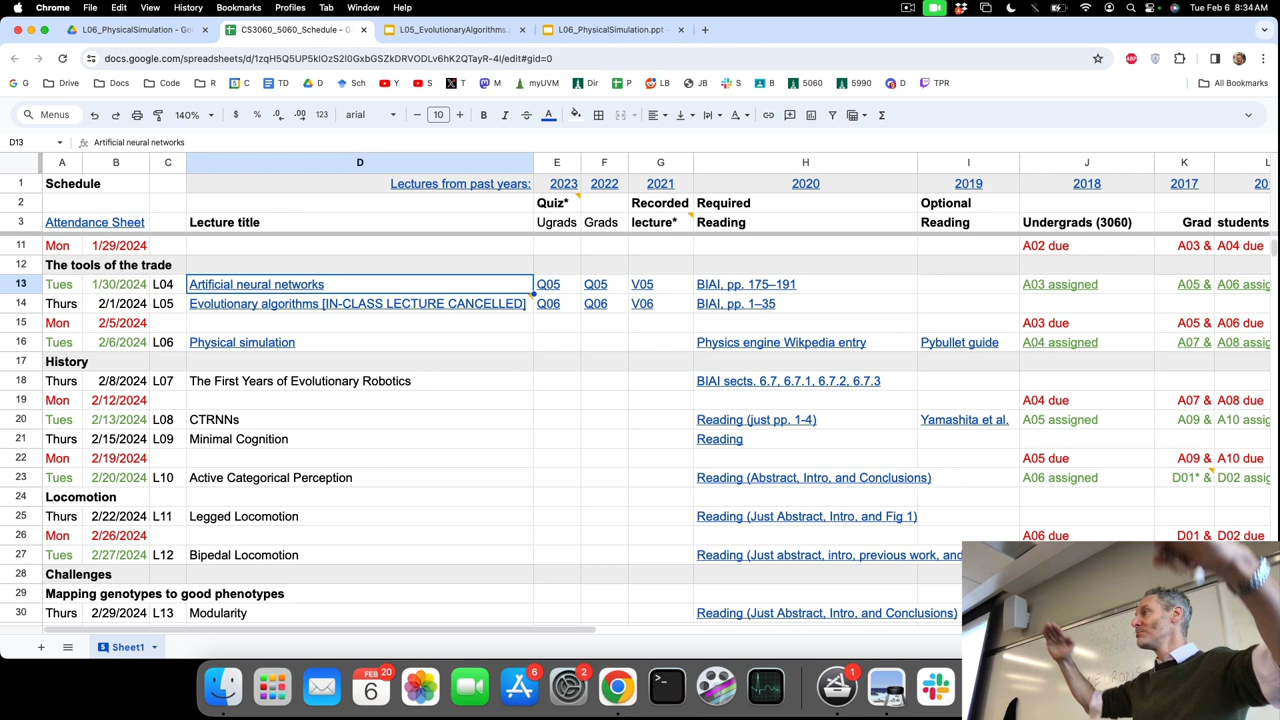 Chrome File Edit View History Bookmarks Profiles Tab Window Help Tue Feb 6 8:34 AM
L06_PhysicalSimulation - Go CS3060_5060_Schedule - G L05_EvolutionaryAlgorithms. L06_PhysicalSimulation.ppt -
docs.google.com/spreadsheets/d/1zqH5Q5UP5kIOzS2l0GxbGSZkDRVODLv6hK2QTayR-4I/edit#gid=0
G Drive Docs Code R C TD D Sch Y S T M myUVM Dir P LB JB S B 5060 5990 D TPR All Bookmarks
Menus 140% $ % .0 .00 123 arial 10 B I A
D13 fx Artificial neural networks
A B C D E F G H I J K L
1 Schedule Lectures from past years: 2023 2022 2021 2020 2019 2018 2017 20
2 Quiz* Recorded Required Optional
3 Attendance Sheet Lecture title Ugrads Grads lecture* Reading Reading Undergrads (3060) Grad students
11 Mon 1/29/2024 A02 due A03 & A04 due
12 The tools of the trade
13 Tues 1/30/2024 L04 Artificial neural networks Q05 Q05 V05 BIAI, pp. 175–191 A03 assigned A05 & A06 assig
14 Thurs 2/1/2024 L05 Evolutionary algorithms [IN-CLASS LECTURE CANCELLED] Q06 Q06 V06 BIAI, pp. 1–35
15 Mon 2/5/2024 A03 due A05 & A06 due
16 Tues 2/6/2024 L06 Physical simulation Physics engine Wikpedia entry Pybullet guide A04 assigned A07 & A08 assig
17 History
18 Thurs 2/8/2024 L07 The First Years of Evolutionary Robotics BIAI sects. 6.7, 6.7.1, 6.7.2, 6.7.3
19 Mon 2/12/2024 A04 due A07 & A08 due
20 Tues 2/13/2024 L08 CTRNNs Reading (just pp. 1-4) Yamashita et al. A05 assigned A09 & A10 assig
21 Thurs 2/15/2024 L09 Minimal Cognition Reading
22 Mon 2/19/2024 A05 due A09 & A10 due
23 Tues 2/20/2024 L10 Active Categorical Perception Reading (Abstract, Intro, and Conclusions) A06 assigned D01* & D02 assig
24 Locomotion
25 Thurs 2/22/2024 L11 Legged Locomotion Reading (Just Abstract, Intro, and Fig 1)
26 Mon 2/26/2024 A06 due D01 & D02 due
27 Tues 2/27/2024 L12 Bipedal Locomotion Reading (Just abstract, intro, previous work, and
28 Challenges
29 Mapping genotypes to good phenotypes
30 Thurs 2/29/2024 L13 Modularity Reading (Just Abstract, Intro, and Conclusions)
Sheet1
FEB 20
6 6 2 1